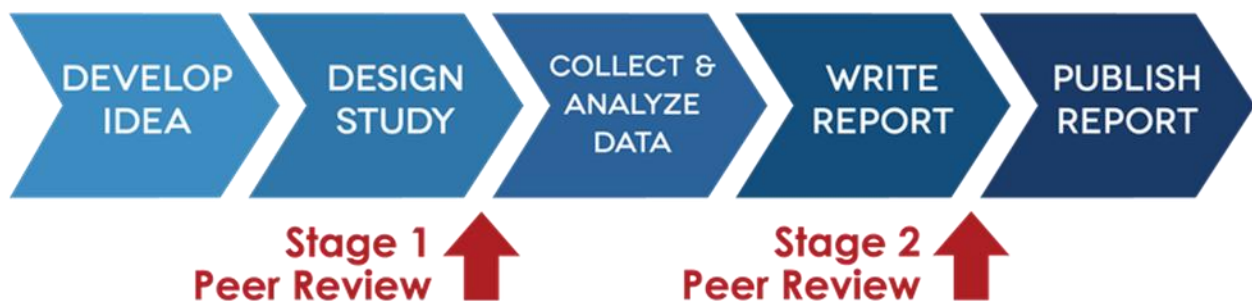 DEVELOP
IDEA
DESIGN
STUDY
COLLECT &
ANALYZE
DATA
WRITE
REPORT
PUBLISH
REPORT
Stage 1
Peer Review
Stage 2
Peer Review